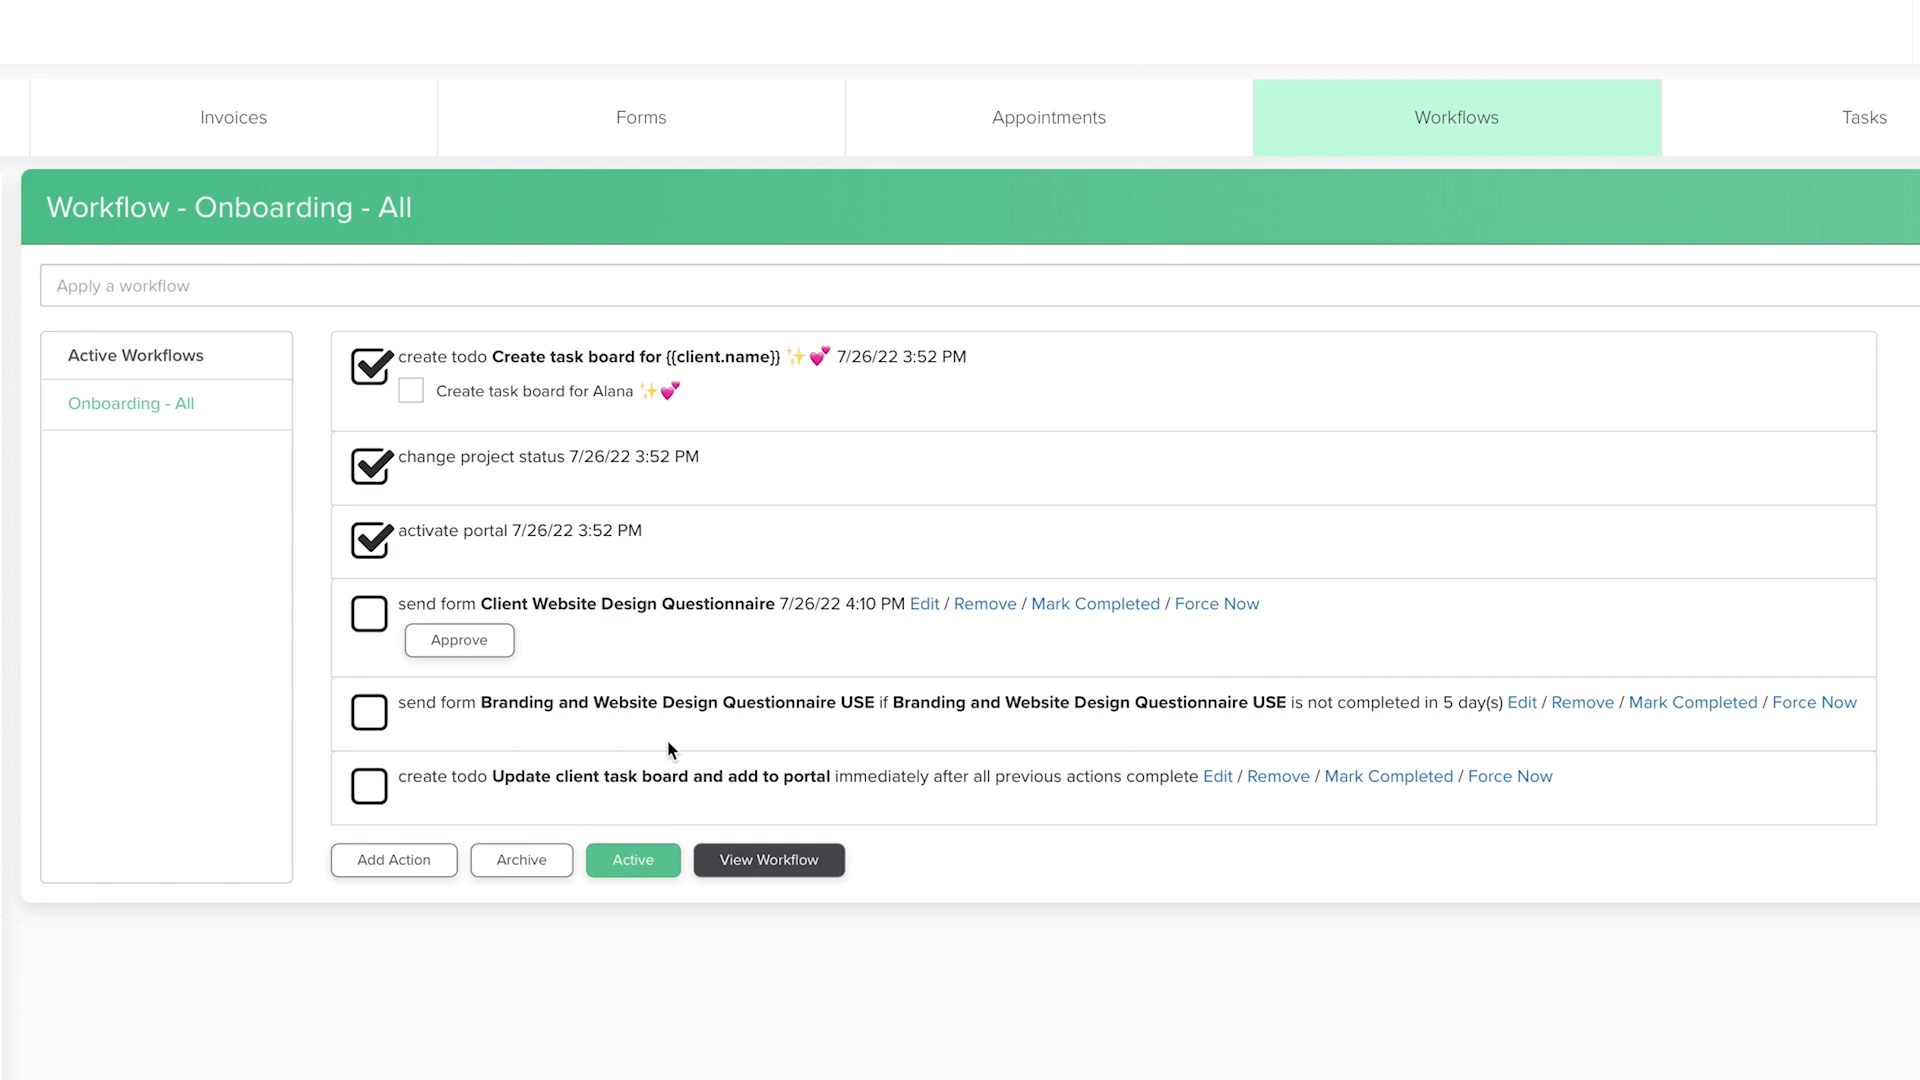 Invoices
Forms
Appointments
Workflows
Tasks
Workflow - Onboarding - All
Apply a workflow
Active Workflows
Onboarding - All
create todo Create task board for {{client.name}} ✨💕 7/26/22 3:52 PM
Create task board for Alana ✨💕
change project status 7/26/22 3:52 PM
activate portal 7/26/22 3:52 PM
send form Client Website Design Questionnaire 7/26/22 4:10 PM Edit / Remove / Mark Completed / Force Now
Approve
send form Branding and Website Design Questionnaire USE if Branding and Website Design Questionnaire USE is not completed in 5 day(s) Edit / Remove / Mark Completed / Force Now
create todo Update client task board and add to portal immediately after all previous actions complete Edit / Remove / Mark Completed / Force Now
Add Action
Archive
Active
View Workflow